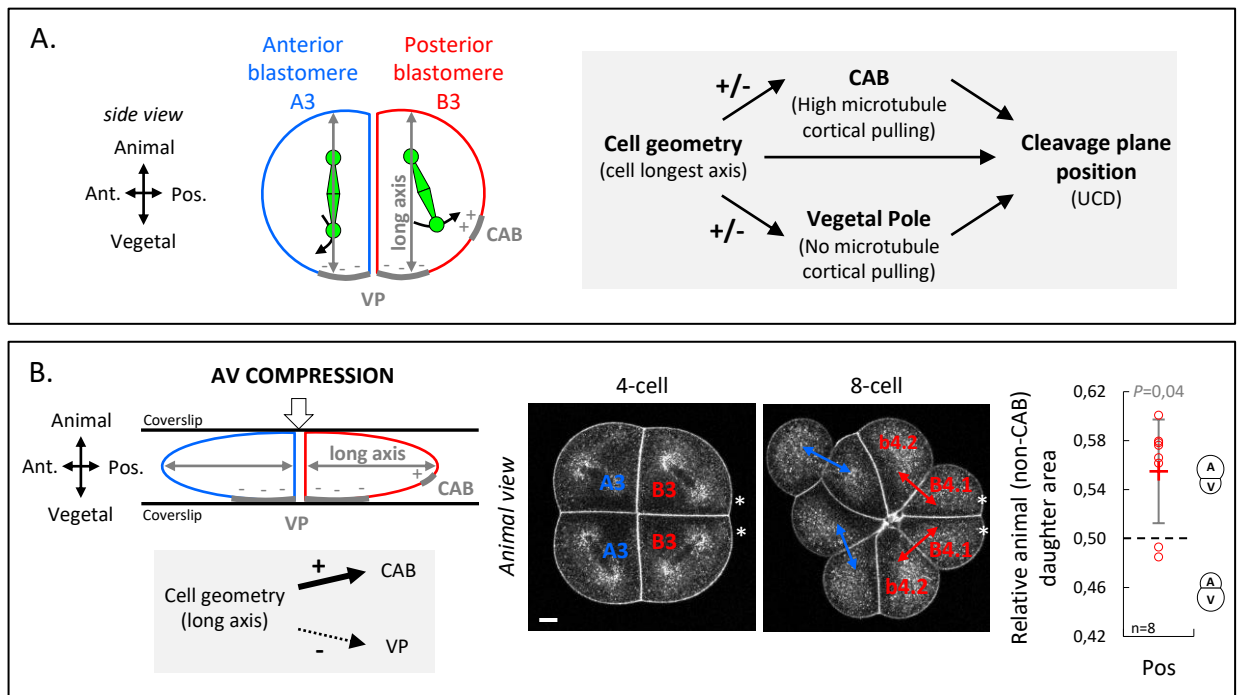 A.
side view
Animal
Ant.
Pos.
Vegetal
Anterior
blastomere
A3
Posterior
blastomere
B3
long axis
+
+
+
CAB
- - -
- - -
VP
Cell geometry
(cell longest axis)
+/-
CAB
(High microtubule
cortical pulling)
+/-
Vegetal Pole
(No microtubule
cortical pulling)
Cleavage plane
position
(UCD)
B.
AV COMPRESSION
Animal
Ant.
Pos.
Vegetal
Coverslip
long axis
+
CAB
- - -
- - -
Coverslip
VP
Cell geometry
(long axis)
+
CAB
-
VP
Animal view
4-cell
A3
B3
*
A3
B3
*
8-cell
b4.2
B4.1
*
B4.1
*
b4.2
Relative animal (non-CAB)
daughter area
0,62
0,58
0,54
0,50
0,46
0,42
P=0,04
n=8
Pos
A
V
A
V